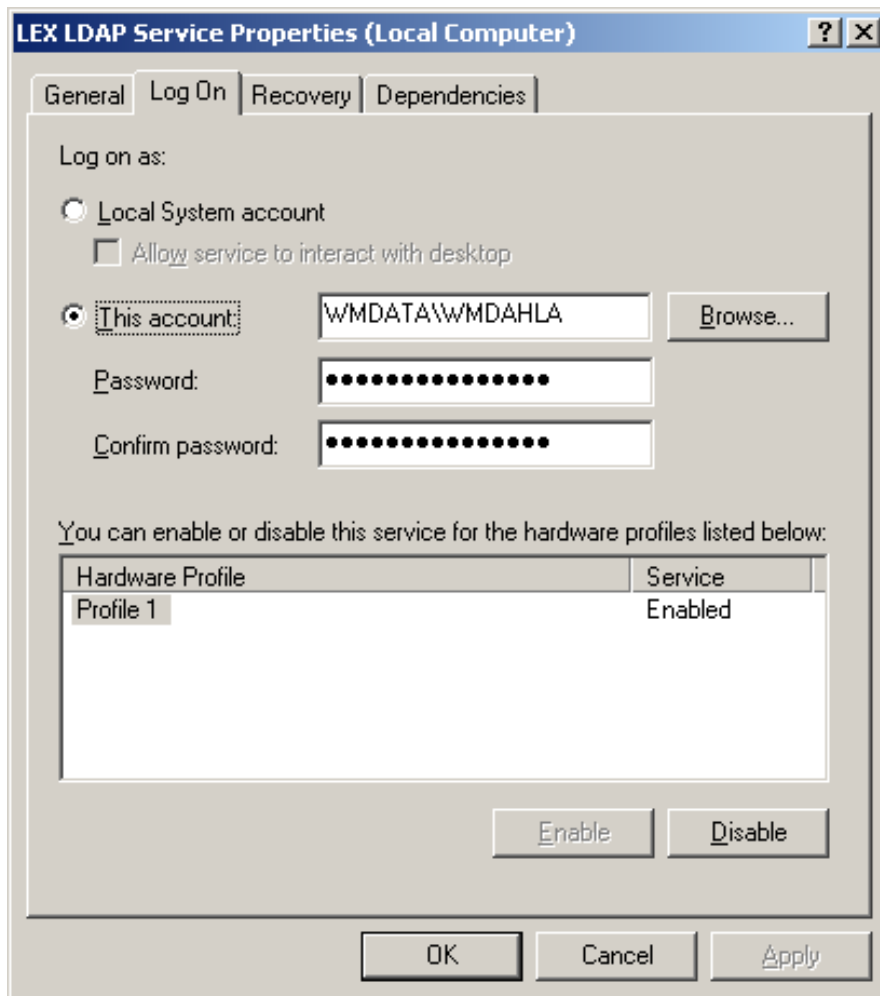 LEX LDAP Service Properties (Local Computer)
General Log On Recovery Dependencies
Log on as:
Local System account
Allow service to interact with desktop
This account: WMDATA\WMDAHLA Browse...
Password: •••••••••••••••
Confirm password: •••••••••••••••
You can enable or disable this service for the hardware profiles listed below:
Hardware Profile Service
Profile 1 Enabled
Enable Disable
OK Cancel Apply